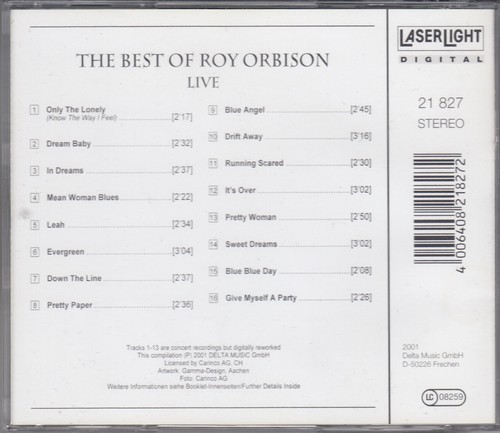 THE BEST OF ROY ORBISON
LIVE
1 Only The Lonely
(Know The Way I Feel) [2'17]
2 Dream Baby [2'32]
3 In Dreams [2'37]
4 Mean Woman Blues [2'22]
5 Leah [2'34]
6 Evergreen [3'04]
7 Down The Line [2'37]
8 Pretty Paper [2'36]
9 Blue Angel [2'45]
10 Drift Away [3'16]
11 Running Scared [2'30]
12 It's Over [3'02]
13 Pretty Woman [2'50]
14 Sweet Dreams [3'02]
15 Blue Blue Day [2'08]
16 Give Myself A Party [2'26]
Tracks 1-13 are concert recordings but digitally reworked
This compilation (P) 2001 DELTA MUSIC GmbH
Licensed by Carinco AG, CH
Artwork: Gamma-Design, Aachen
Foto: Carinco AG
Weitere Informationen siehe Booklet-Innenseiten/Further Details Inside
LASERLIGHT
DIGITAL
21 827
STEREO
4 006408 218272
2001
Delta Music GmbH
D-50226 Frechen
LC 08259